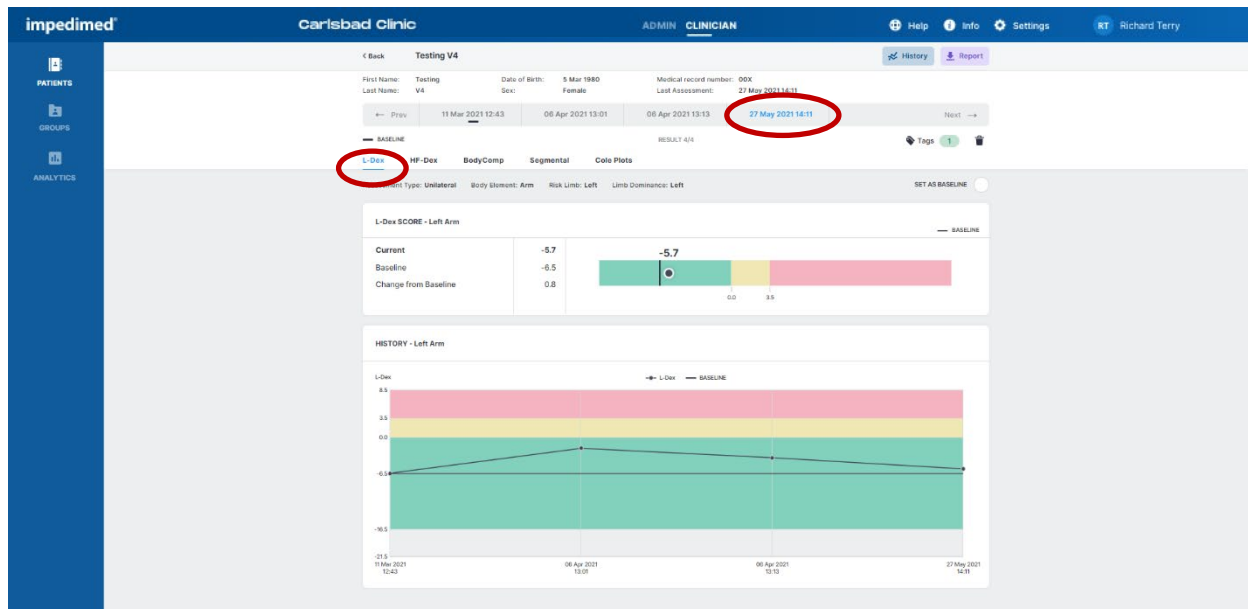 impedimed® Carlsbad Clinic ADMIN CLINICIAN Help Info Settings RT Richard Terry
PATIENTS
GROUPS
ANALYTICS
< Back Testing V4 History Report
First Name: Testing Date of Birth: 5 Mar 1980 Medical record number: 00X
Last Name: V4 Sex: Female Last Assessment: 27 May 2021 14:11
← Prev 11 Mar 2021 12:43 06 Apr 2021 13:01 06 Apr 2021 13:13 27 May 2021 14:11 Next →
BASELINE RESULT 4/4 Tags 1
L-Dex HF-Dex BodyComp Segmental Cole Plots
Type: Unilateral Body Element: Arm Risk Limb: Left Limb Dominance: Left SET AS BASELINE
L-Dex SCORE - Left Arm
BASELINE
Current -5.7
Baseline -6.5
Change from Baseline 0.8
-5.7
0.0 3.5
HISTORY - Left Arm
L-Dex L-Dex BASELINE
8.5
3.5
0.0
-6.5
-16.5
-21.5
11 Mar 2021 06 Apr 2021 06 Apr 2021 27 May 2021
12:43 13:01 13:13 14:11